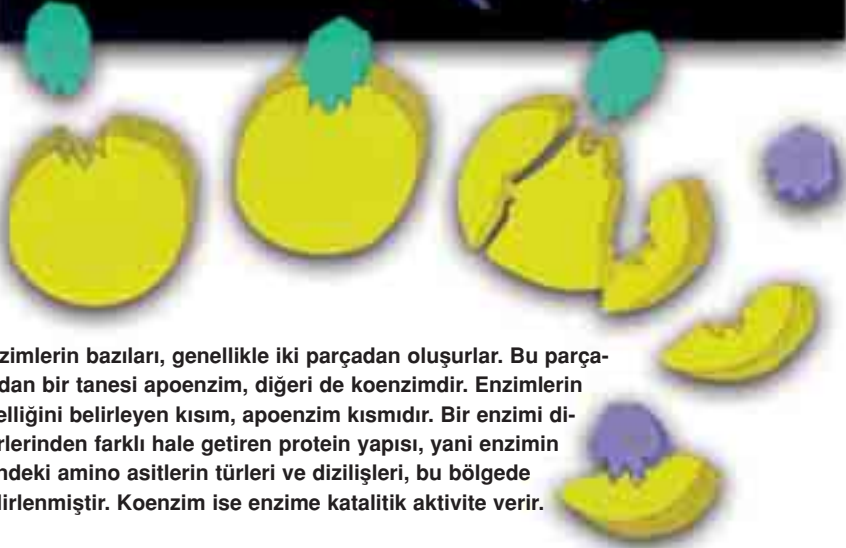 zimlerin bazıları, genellikle iki parçadan oluşurlar. Bu parça-
dan bir tanesi apoenzim, diğeri de koenzimdir. Enzimlerin
elliğini belirleyen kısım, apoenzim kısmıdır. Bir enzimi di-
rlerinden farklı hale getiren protein yapısı, yani enzimin
ndeki amino asitlerin türleri ve dizilişleri, bu bölgede
lirlenmiştir. Koenzim ise enzime katalitik aktivite verir.